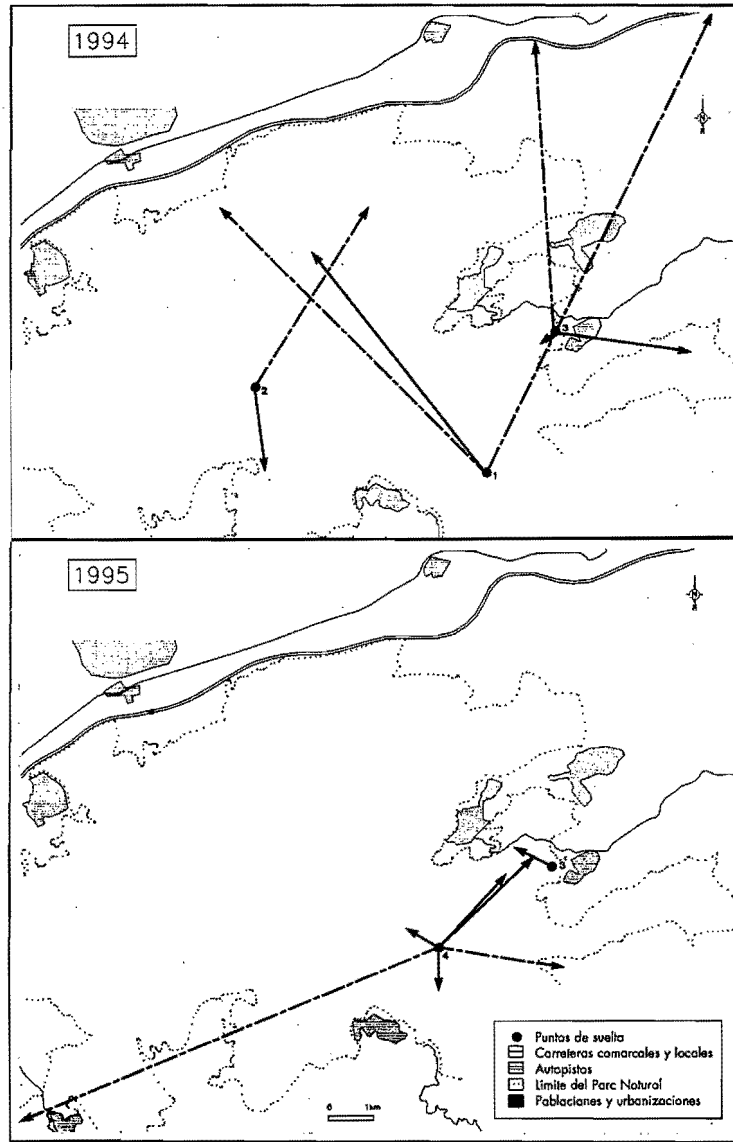 1994
N
3
2
1
1995
N
3
4
Puntos de suelta
Carreteras comarcales y locales
Autopistas
Límite del Parc Natural
Poblaciones y urbanizaciones
0 1km